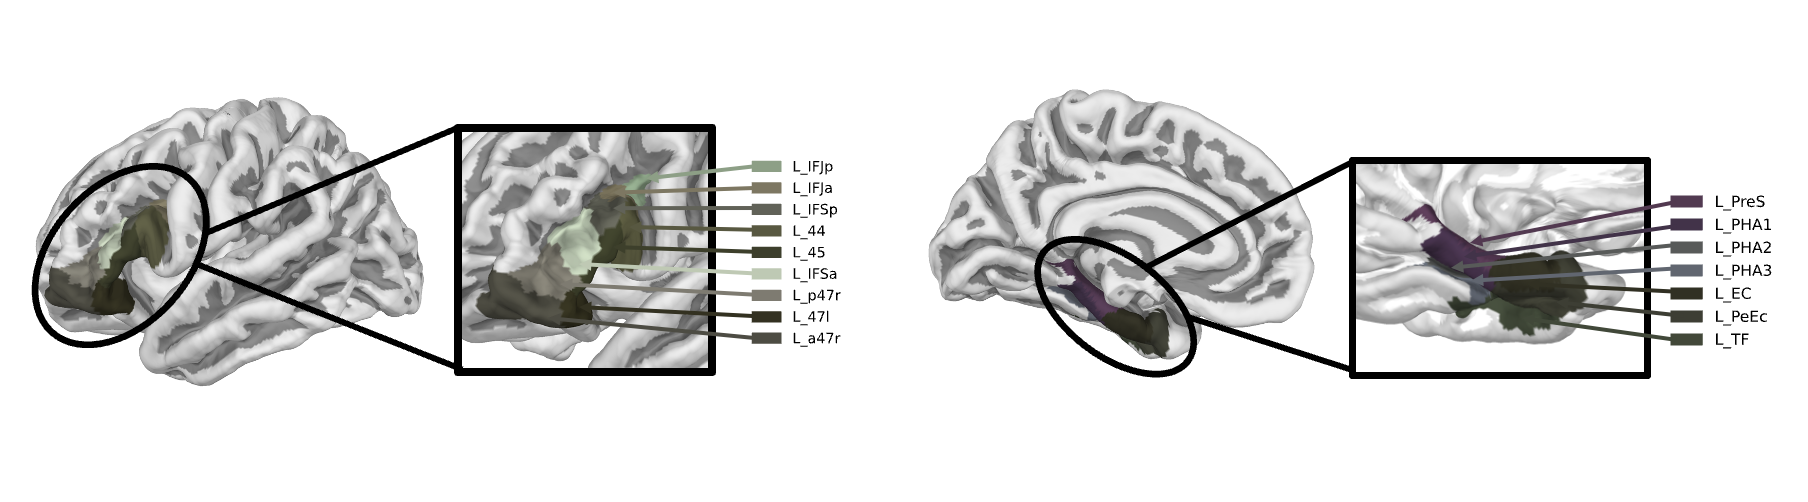 L_IFJp
L_IFJa
L_IFSp
L_44
L_45
L_IFSa
L_p47r
L_47l
L_a47r
L_PreS
L_PHA1
L_PHA2
L_PHA3
L_EC
L_PeEc
L_TF